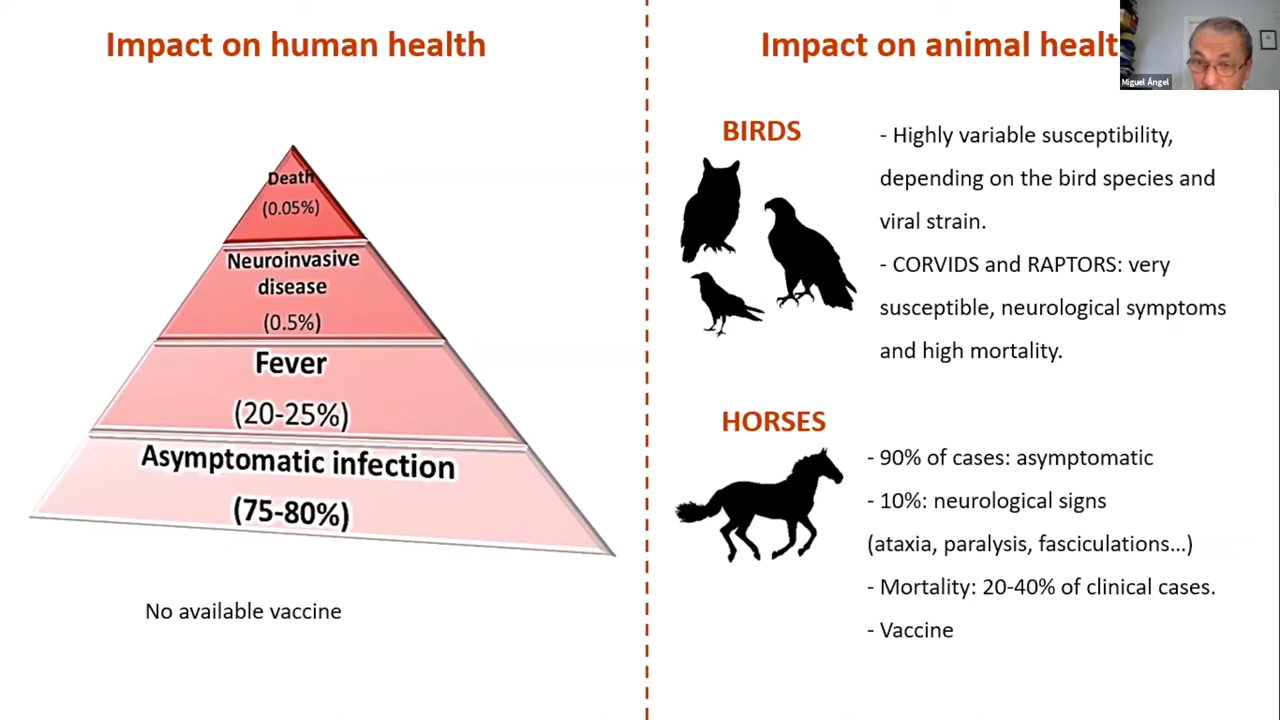 Impact on human health
Death
(0.05%)
Neuroinvasive
disease
(0.5%)
Fever
(20-25%)
Asymptomatic infection
(75-80%)
No available vaccine
Impact on animal healt
Miguel Ángel
BIRDS
- Highly variable susceptibility,
depending on the bird species and
viral strain.
- CORVIDS and RAPTORS: very
susceptible, neurological symptoms
and high mortality.
HORSES
- 90% of cases: asymptomatic
- 10%: neurological signs
(ataxia, paralysis, fasciculations...)
- Mortality: 20-40% of clinical cases.
- Vaccine